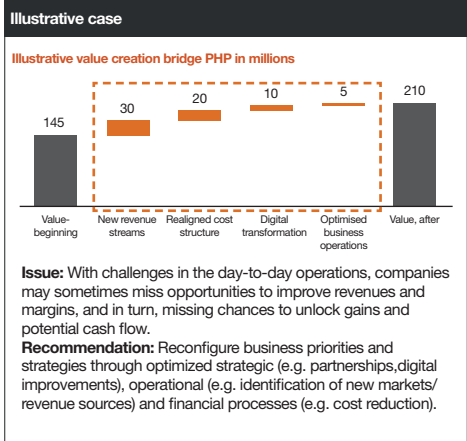 Illustrative case
Illustrative value creation bridge PHP in millions
145
30
20
10
5
210
Value-
beginning
New revenue
streams
Realigned cost
structure
Digital
transformation
Optimised
business
operations
Value, after
Issue: With challenges in the day-to-day operations, companies
may sometimes miss opportunities to improve revenues and
margins, and in turn, missing chances to unlock gains and
potential cash flow.
Recommendation: Reconfigure business priorities and
strategies through optimized strategic (e.g. partnerships,digital
improvements), operational (e.g. identification of new markets/
revenue sources) and financial processes (e.g. cost reduction).